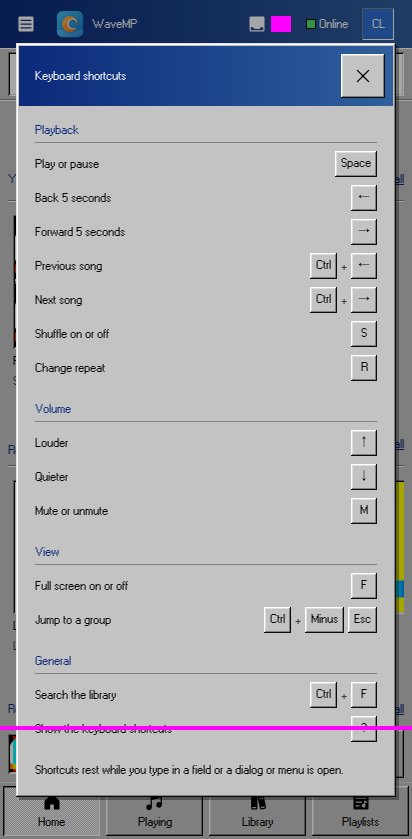 WaveMP Online CL
Keyboard shortcuts
Playback
Play or pause Space
Back 5 seconds ←
Forward 5 seconds →
Previous song Ctrl + ←
Next song Ctrl + →
Shuffle on or off S
Change repeat R
Volume
Louder ↑
Quieter ↓
Mute or unmute M
View
Full screen on or off F
Jump to a group Ctrl + Minus Esc
General
Search the library Ctrl + F
Show the keyboard shortcuts ?
Shortcuts rest while you type in a field or a dialog or menu is open.
Home Playing Library Playlists